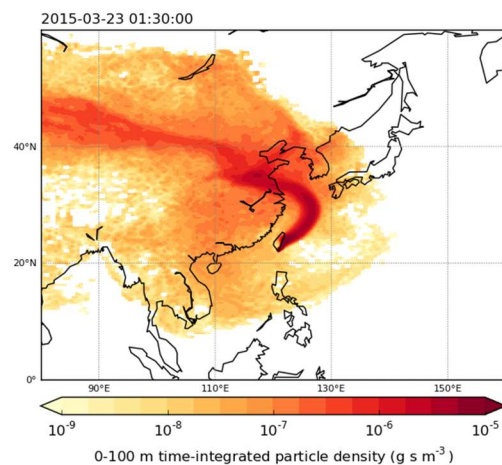 2015-03-23 01:30:00
40°N
20°N
0°
90°E 110°E 130°E 150°E
10⁻⁹ 10⁻⁸ 10⁻⁷ 10⁻⁶ 10⁻⁵
0-100 m time-integrated particle density (g s m⁻³)